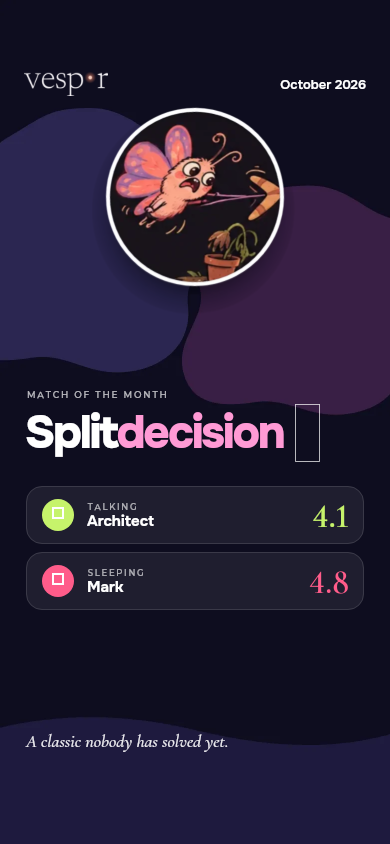 vesp•r
October 2026
MATCH OF THE MONTH
Splitdecision
TALKING
Architect
4.1
SLEEPING
Mark
4.8
A classic nobody has solved yet.